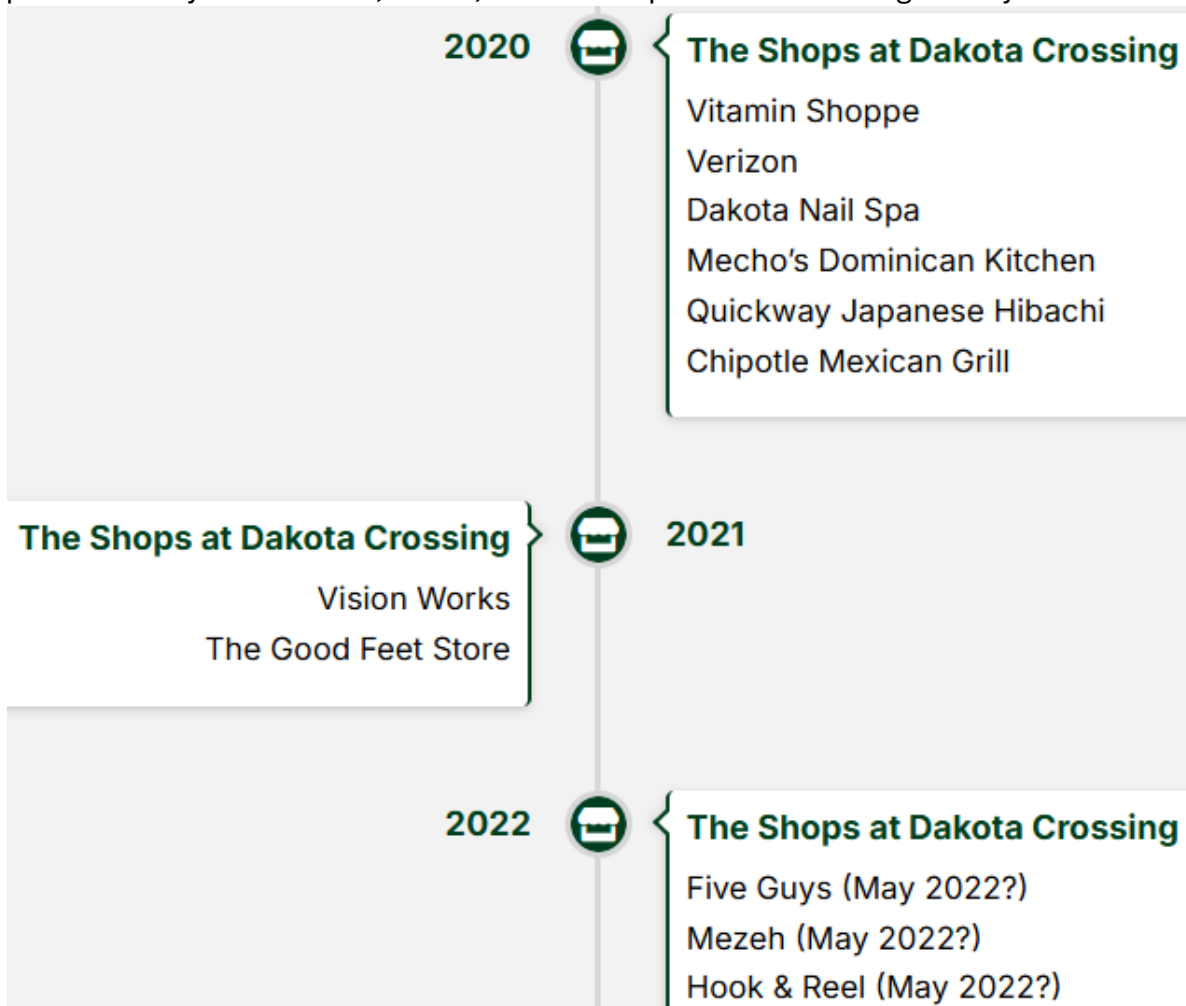 2020
The Shops at Dakota Crossing
Vitamin Shoppe
Verizon
Dakota Nail Spa
Mecho’s Dominican Kitchen
Quickway Japanese Hibachi
Chipotle Mexican Grill
The Shops at Dakota Crossing
2021
Vision Works
The Good Feet Store
2022
The Shops at Dakota Crossing
Five Guys (May 2022?)
Mezeh (May 2022?)
Hook & Reel (May 2022?)